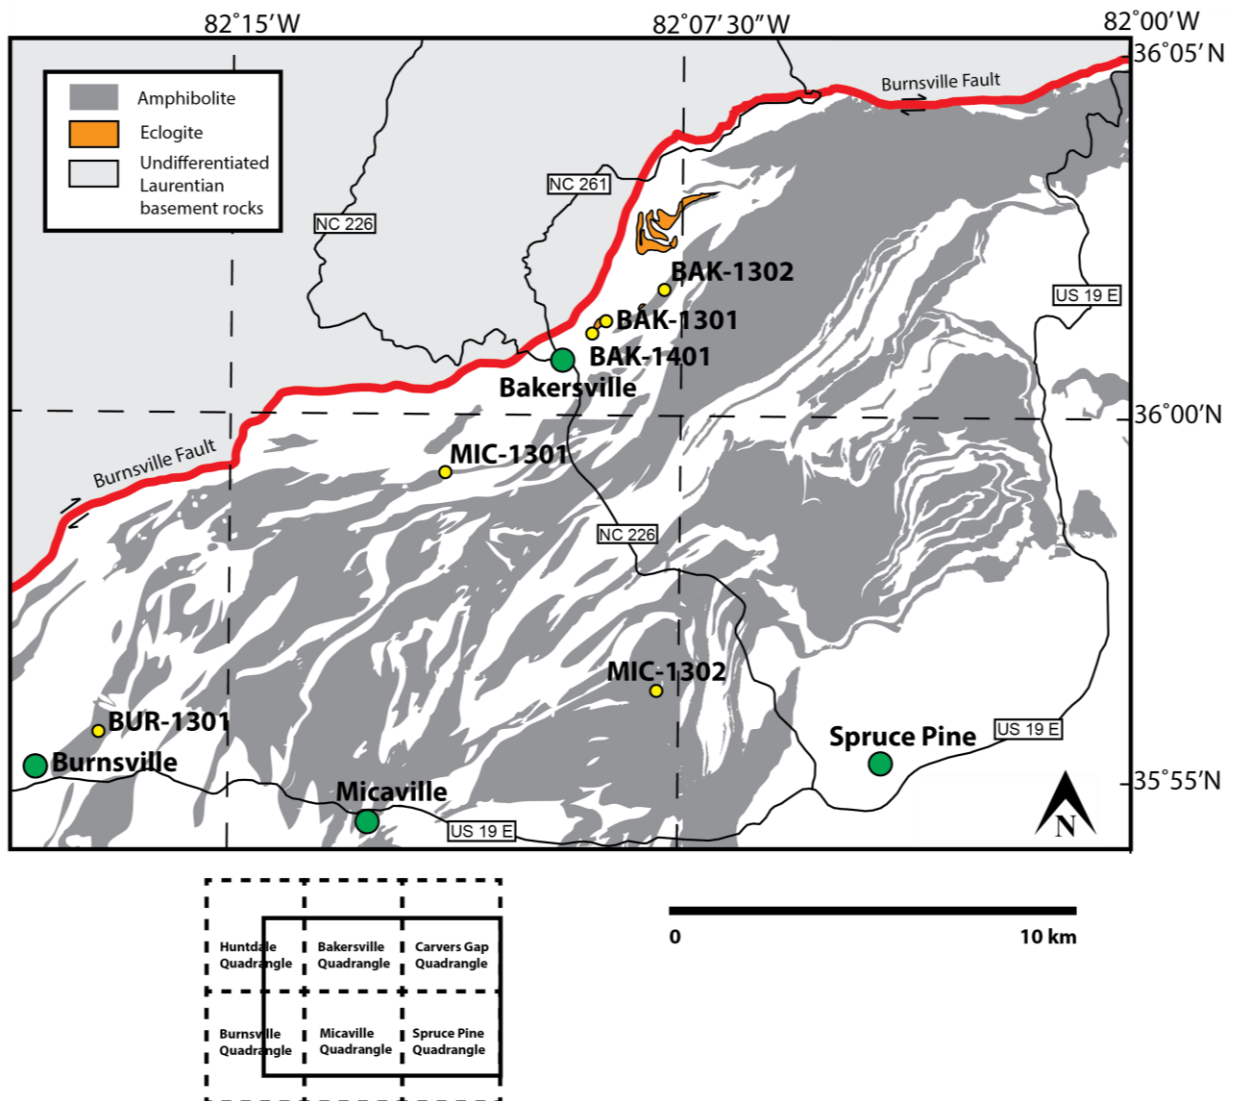 82°15'W
82°07'30"W
82°00'W
36°05'N
Amphibolite
Eclogite
Undifferentiated
Laurentian
basement rocks
Burnsville Fault
NC 261
NC 226
BAK-1302
US 19 E
BAK-1301
BAK-1401
Bakersville
36°00'N
Burnsville Fault
MIC-1301
NC 226
MIC-1302
BUR-1301
Burnsville
Spruce Pine
US 19 E
35°55'N
Micaville
US 19 E
N
Huntdale
Quadrangle
Bakersville
Quadrangle
Carvers Gap
Quadrangle
Burnsville
Quadrangle
Micaville
Quadrangle
Spruce Pine
Quadrangle
0
10 km